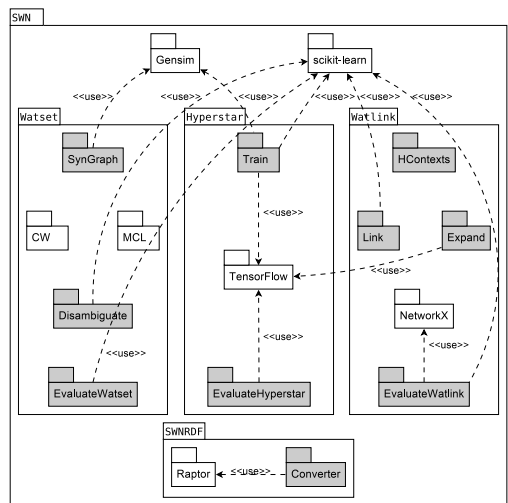 SWN
Gensim
scikit-learn
<<use>>
<<use>>
<<use>>
<<use>>
<<use>>
<<use>>
Watset
Hyperstar
Watlink
SynGraph
Train
HContexts
CW
MCL
<<use>>
Link
Expand
TensorFlow
<<use>>
Disambiguate
NetworkX
<<use>>
<<use>>
<<use>>
EvaluateWatset
EvaluateHyperstar
EvaluateWatlink
SWNRDF
Raptor
<<use>>
Converter